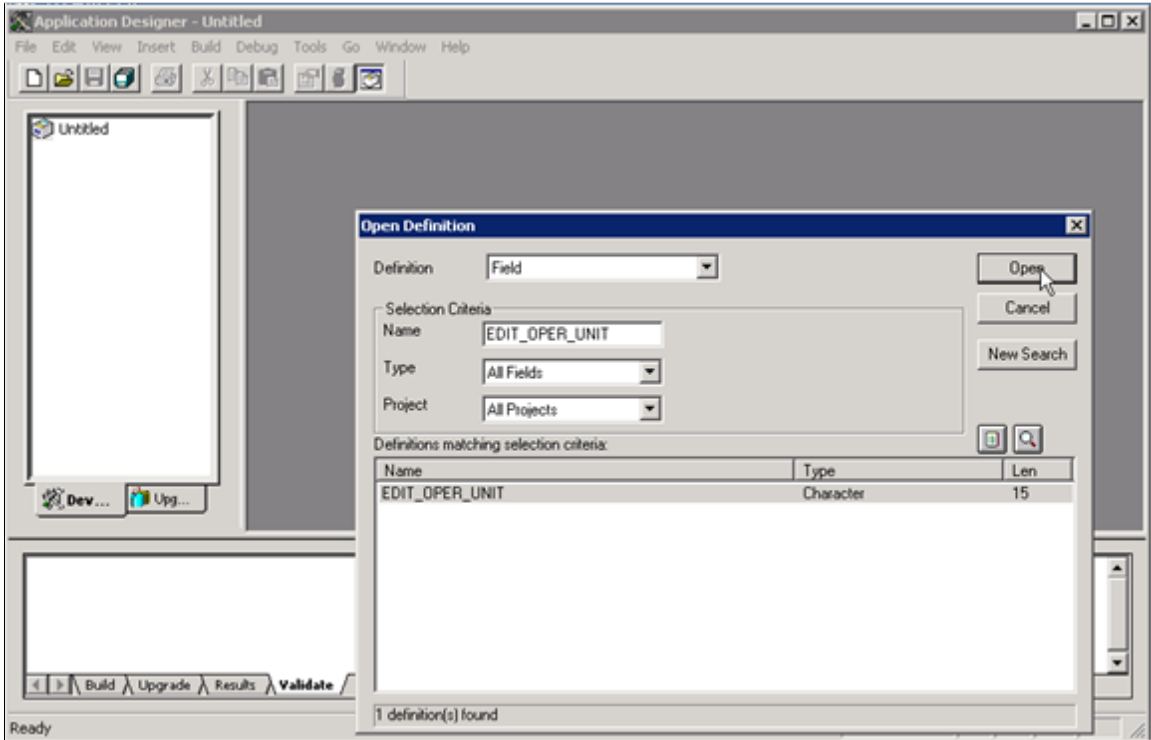 Application Designer - Untitled
File Edit View Insert Build Debug Tools Go Window Help
Untitled
Dev... Upg...
Open Definition
Definition Field Open
Selection Criteria
Name EDIT_OPER_UNIT Cancel
Type All Fields New Search
Project All Projects
Definitions matching selection criteria:
Name Type Len
EDIT_OPER_UNIT Character 15
Build Upgrade Results Validate
1 definition(s) found
Ready